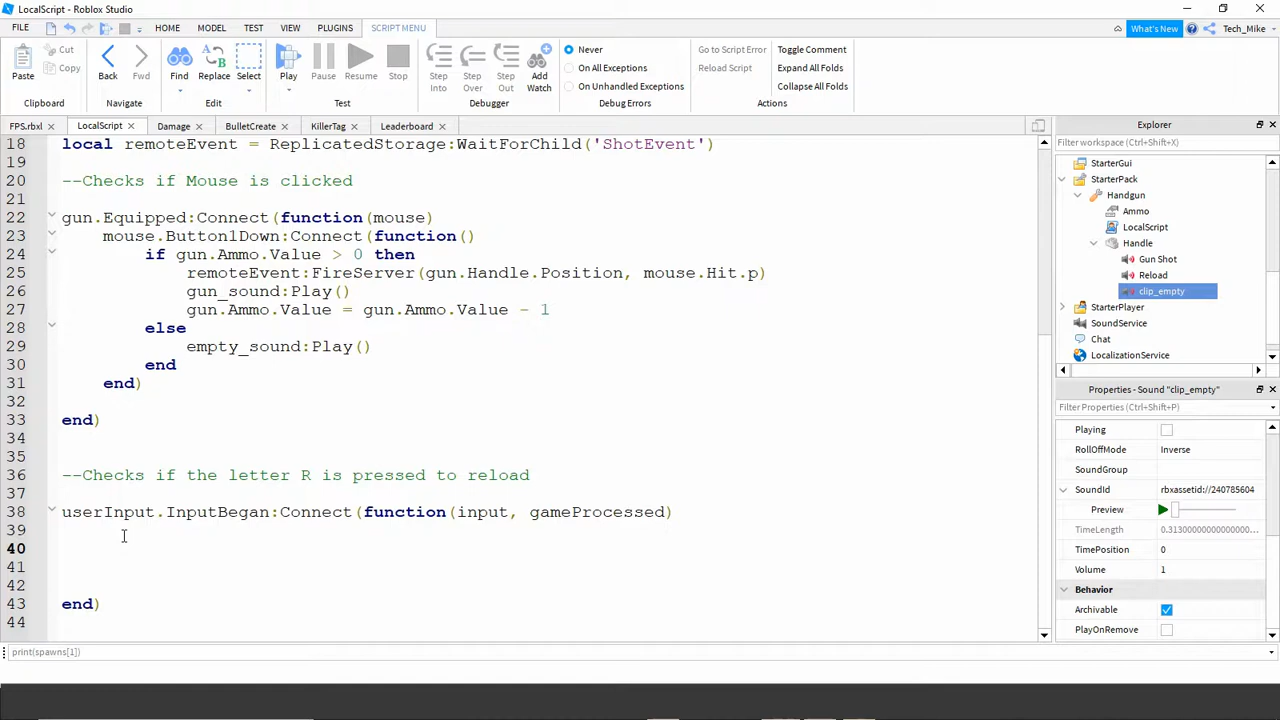 LocalScript - Roblox Studio
FILE HOME MODEL TEST VIEW PLUGINS SCRIPT MENU What's New Tech_Mike
Paste Cut Copy Back Fwd Find Replace Select Play Pause Resume Stop Step Into Step Over Step Out Add Watch
Never
On All Exceptions
On Unhandled Exceptions
Go to Script Error
Reload Script
Toggle Comment
Expand All Folds
Collapse All Folds
Clipboard Navigate Edit Test Debugger Debug Errors Actions
FPS.rbxl LocalScript Damage BulletCreate KillerTag Leaderboard
18 local remoteEvent = ReplicatedStorage:WaitForChild('ShotEvent')
19
20 --Checks if Mouse is clicked
21
22 gun.Equipped:Connect(function(mouse)
23 mouse.Button1Down:Connect(function()
24 if gun.Ammo.Value > 0 then
25 remoteEvent:FireServer(gun.Handle.Position, mouse.Hit.p)
26 gun_sound:Play()
27 gun.Ammo.Value = gun.Ammo.Value - 1
28 else
29 empty_sound:Play()
30 end
31 end)
32
33 end)
34
35
36 --Checks if the letter R is pressed to reload
37
38 userInput.InputBegan:Connect(function(input, gameProcessed)
39
40
41
42
43 end)
44
print(spawns[1])
Explorer
Filter workspace (Ctrl+Shift+X)
StarterGui
StarterPack
Handgun
Ammo
LocalScript
Handle
Gun Shot
Reload
clip_empty
StarterPlayer
SoundService
Chat
LocalizationService
Properties - Sound "clip_empty"
Filter Properties (Ctrl+Shift+P)
Playing
RollOffMode Inverse
SoundGroup
SoundId rbxassetid://240785604
Preview
TimeLength 0.31300000000000000...
TimePosition 0
Volume 1
Behavior
Archivable
PlayOnRemove